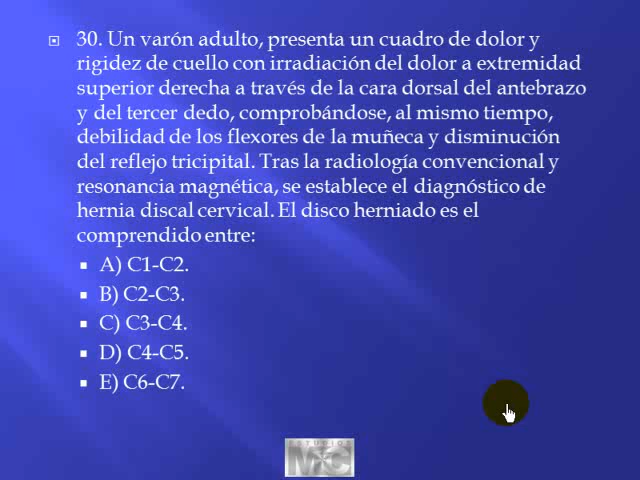 30. Un varón adulto, presenta un cuadro de dolor y
rigidez de cuello con irradiación del dolor a extremidad
superior derecha a través de la cara dorsal del antebrazo
y del tercer dedo, comprobándose, al mismo tiempo,
debilidad de los flexores de la muñeca y disminución
del reflejo tricipital. Tras la radiología convencional y
resonancia magnética, se establece el diagnóstico de
hernia discal cervical. El disco herniado es el
comprendido entre:
A) C1-C2.
B) C2-C3.
C) C3-C4.
D) C4-C5.
E) C6-C7.
ESTUDIOS
MC